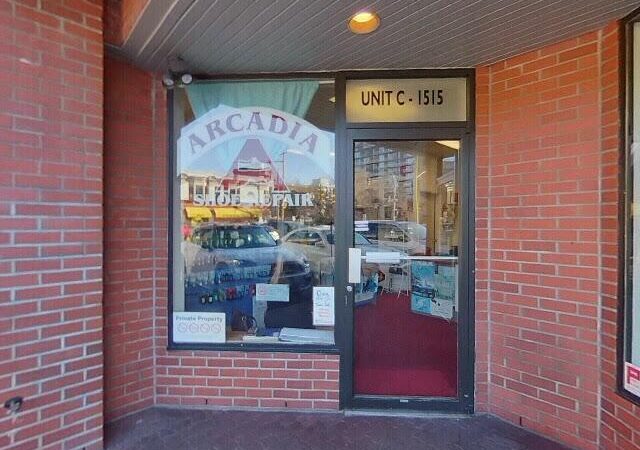 ARCADIA
SHOE REPAIR
UNIT C - 1515
Private Property